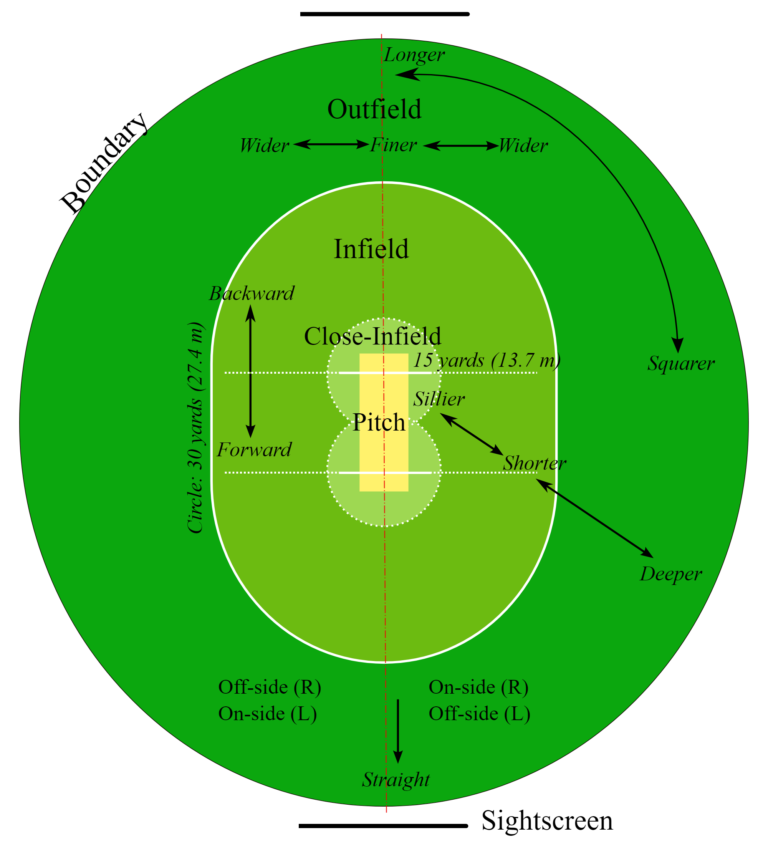 Longer
Outfield
Boundary
Wider
Finer
Wider
Infield
Backward
Close-Infield
15 yards (13.7 m)
Squarer
Sillier
Pitch
Circle: 30 yards (27.4 m)
Forward
Shorter
Deeper
Off-side (R)
On-side (L)
On-side (R)
Off-side (L)
Straight
Sightscreen